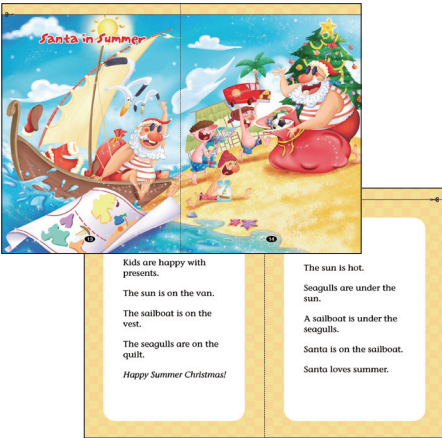 Santa in Summer
13
14
Kids are happy with
presents.
The sun is on the van.
The sailboat is on the
vest.
The seagulls are on the
quilt.
Happy Summer Christmas!
The sun is hot.
Seagulls are under the
sun.
A sailboat is under the
seagulls.
Santa is on the sailboat.
Santa loves summer.